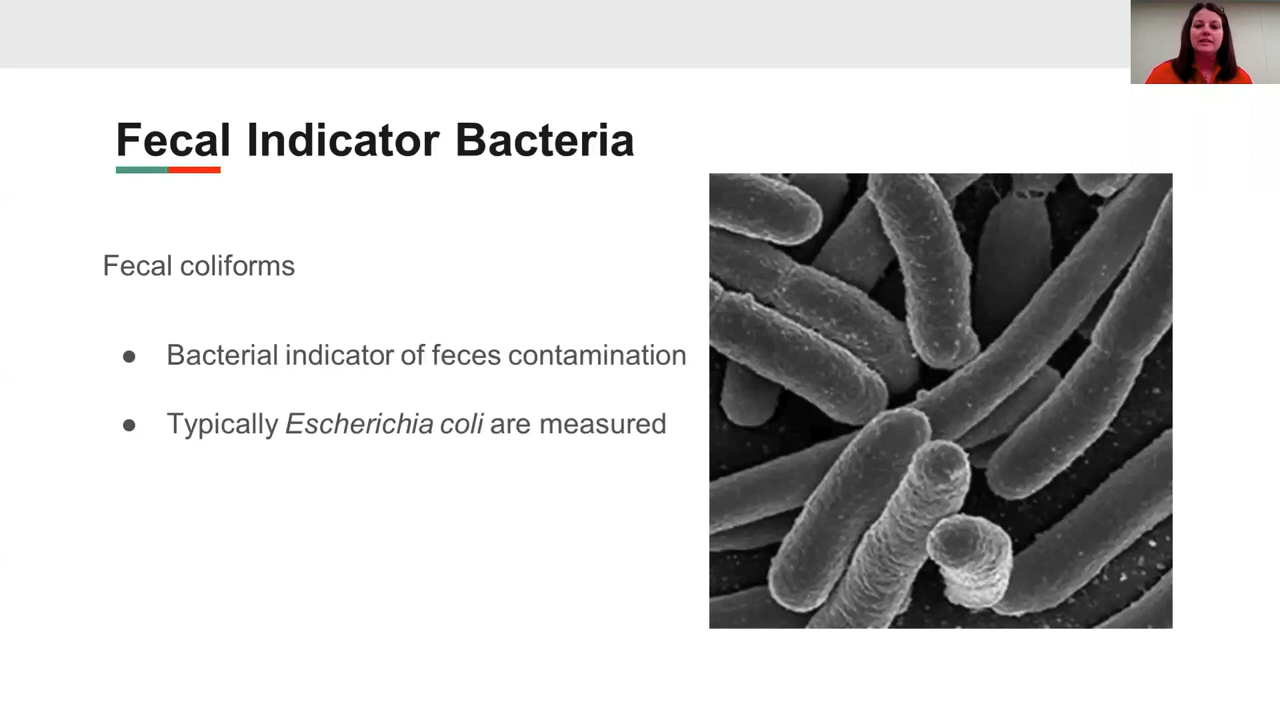 Fecal Indicator Bacteria
Fecal coliforms
● Bacterial indicator of feces contamination
● Typically Escherichia coli are measured